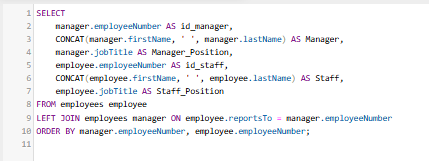 1 SELECT
2 manager.employeeNumber AS id_manager,
3 CONCAT(manager.firstName, ' ', manager.lastName) AS Manager,
4 manager.jobTitle AS Manager_Position,
5 employee.employeeNumber AS id_staff,
6 CONCAT(employee.firstName, ' ', employee.lastName) AS Staff,
7 employee.jobTitle AS Staff_Position
8 FROM employees employee
9 LEFT JOIN employees manager ON employee.reportsTo = manager.employeeNumber
10 ORDER BY manager.employeeNumber, employee.employeeNumber;
11